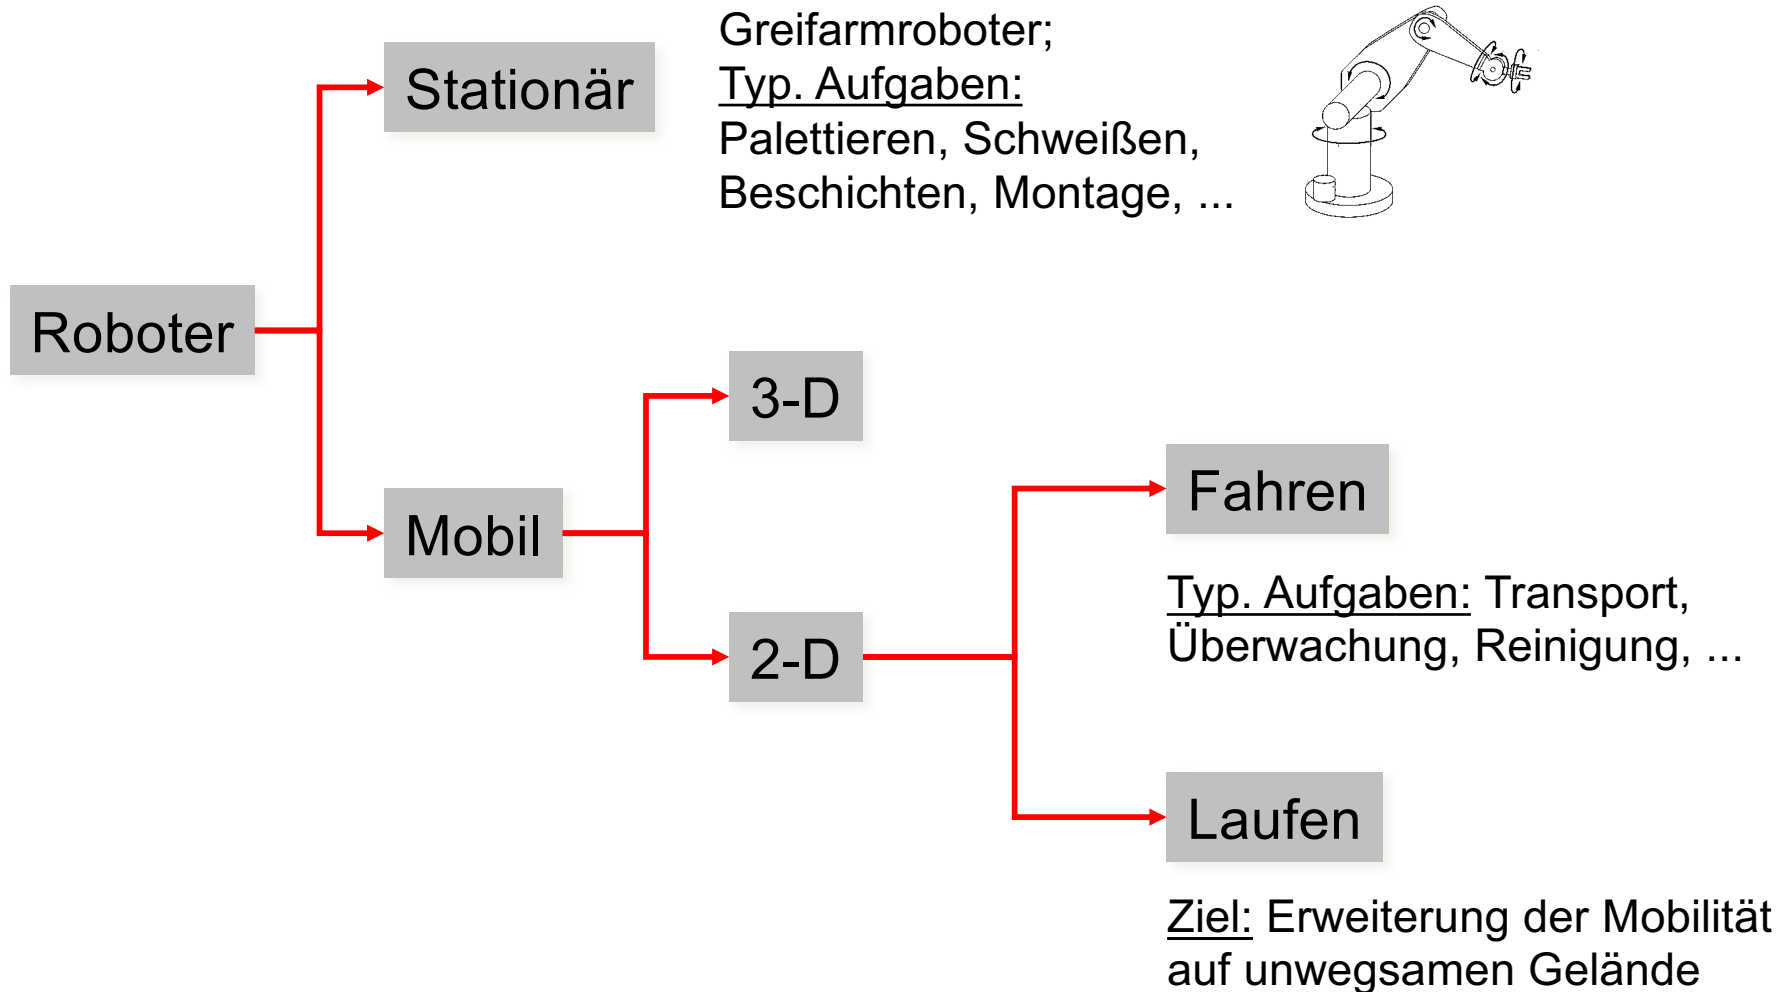 Greifarmroboter;
Stationär
Typ. Aufgaben:
Palettieren, Schweißen,
Beschichten, Montage, ...
Roboter
3-D
Mobil
Fahren
Typ. Aufgaben: Transport,
Überwachung, Reinigung, ...
2-D
Laufen
Ziel: Erweiterung der Mobilität
auf unwegsamen Gelände